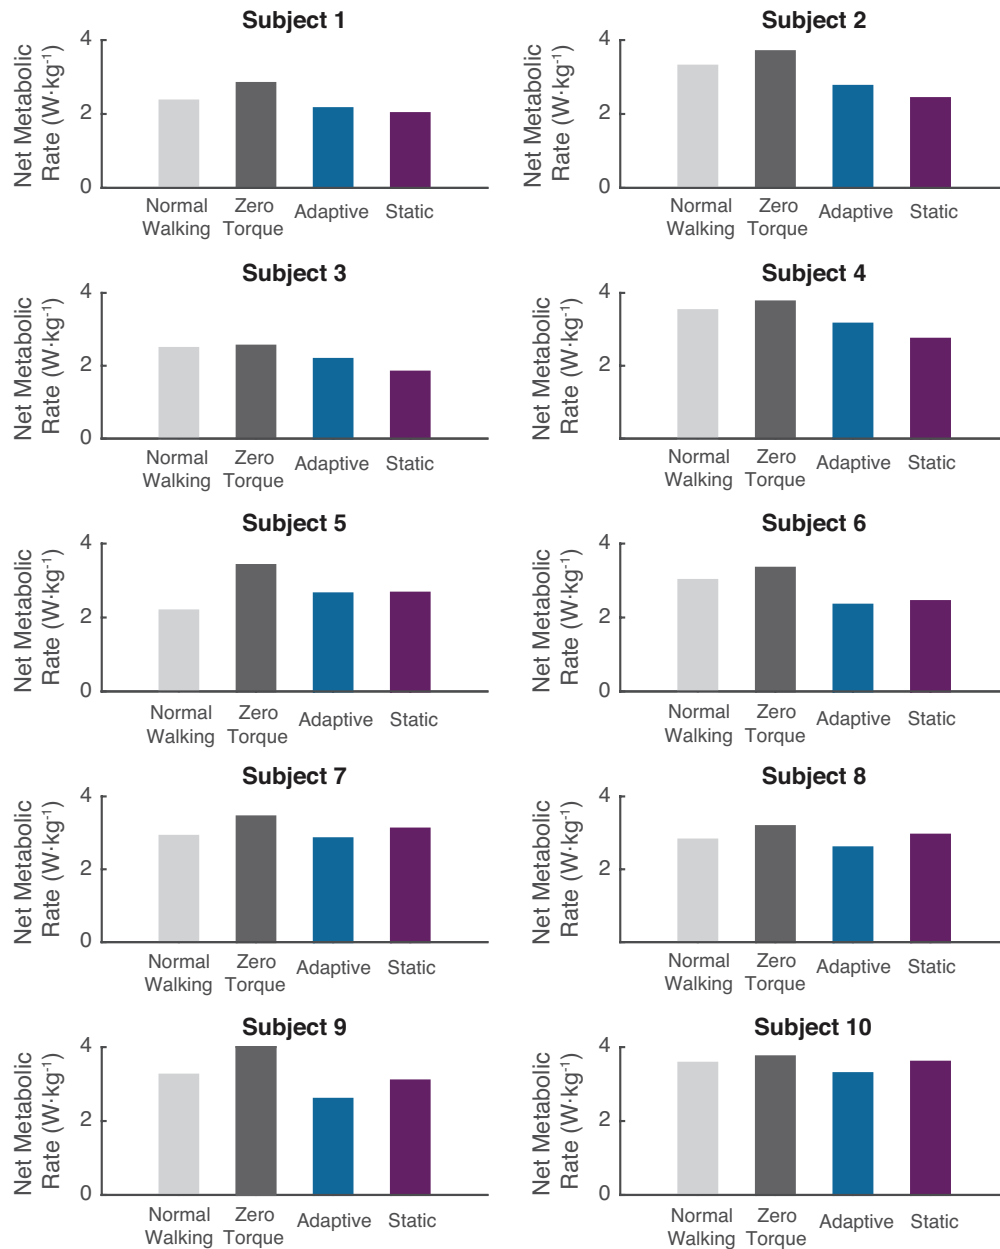 Subject 1
Net Metabolic
Rate (W·kg⁻¹)
4
2
0
Normal
Walking
Zero
Torque
Adaptive
Static
Subject 2
Net Metabolic
Rate (W·kg⁻¹)
4
2
0
Normal
Walking
Zero
Torque
Adaptive
Static
Subject 3
Net Metabolic
Rate (W·kg⁻¹)
4
2
0
Normal
Walking
Zero
Torque
Adaptive
Static
Subject 4
Net Metabolic
Rate (W·kg⁻¹)
4
2
0
Normal
Walking
Zero
Torque
Adaptive
Static
Subject 5
Net Metabolic
Rate (W·kg⁻¹)
4
2
0
Normal
Walking
Zero
Torque
Adaptive
Static
Subject 6
Net Metabolic
Rate (W·kg⁻¹)
4
2
0
Normal
Walking
Zero
Torque
Adaptive
Static
Subject 7
Net Metabolic
Rate (W·kg⁻¹)
4
2
0
Normal
Walking
Zero
Torque
Adaptive
Static
Subject 8
Net Metabolic
Rate (W·kg⁻¹)
4
2
0
Normal
Walking
Zero
Torque
Adaptive
Static
Subject 9
Net Metabolic
Rate (W·kg⁻¹)
4
2
0
Normal
Walking
Zero
Torque
Adaptive
Static
Subject 10
Net Metabolic
Rate (W·kg⁻¹)
4
2
0
Normal
Walking
Zero
Torque
Adaptive
Static